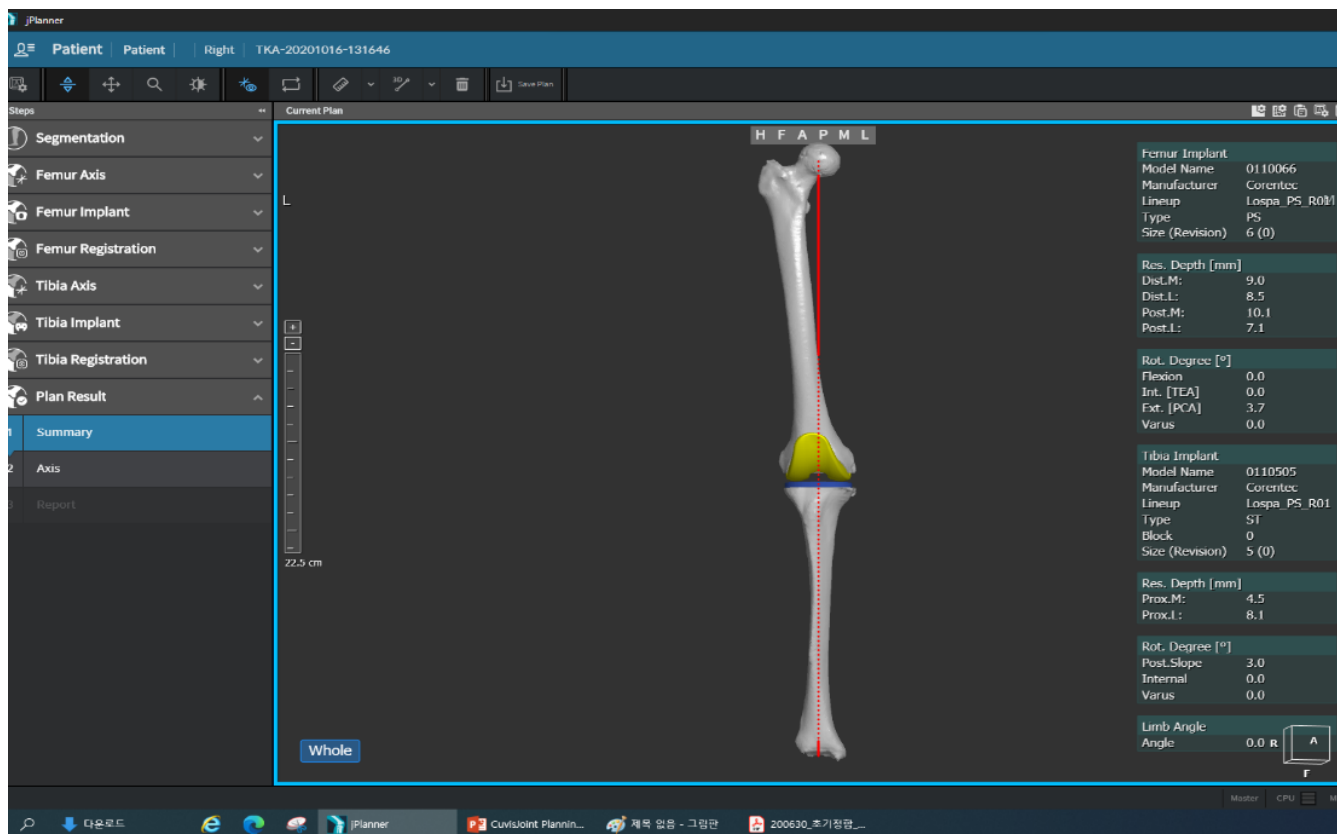 jPlanner
Patient Patient Right TKA-20201016-131646
3D Save Plan
Steps
Current Plan
Segmentation
Femur Axis
Femur Implant
Femur Registration
Tibia Axis
Tibia Implant
Tibia Registration
Plan Result
1 Summary
2 Axis
Report
H F A P M L
L
+
-
22.5 cm
Whole
Femur Implant
Model Name 0110066
Manufacturer Corentec
Lineup
Type PS
Size (Revision) 6 (0)
Res. Depth [mm]
Dist.M: 9.0
Dist.L: 8.5
Post.M: 10.1
Post.L: 7.1
Rot. Degree [º]
Flexion 0.0
Int. [TEA] 0.0
Ext. [PCA] 3.7
Varus 0.0
Tibia Implant
Model Name 0110505
Manufacturer Corentec
Lineup Lospa_PS_R01
Type ST
Block 0
Size (Revision) 5 (0)
Res. Depth [mm]
Prox.M: 4.5
Prox.L: 8.1
Rot. Degree [º]
Post.Slope 3.0
Internal 0.0
Varus 0.0
Limb Angle
Angle 0.0
R A
F
Master CPU M
다운로드 jPlanner CuvisJoint Plannin... 제목 없음 - 그림판 200630_초기정합_...